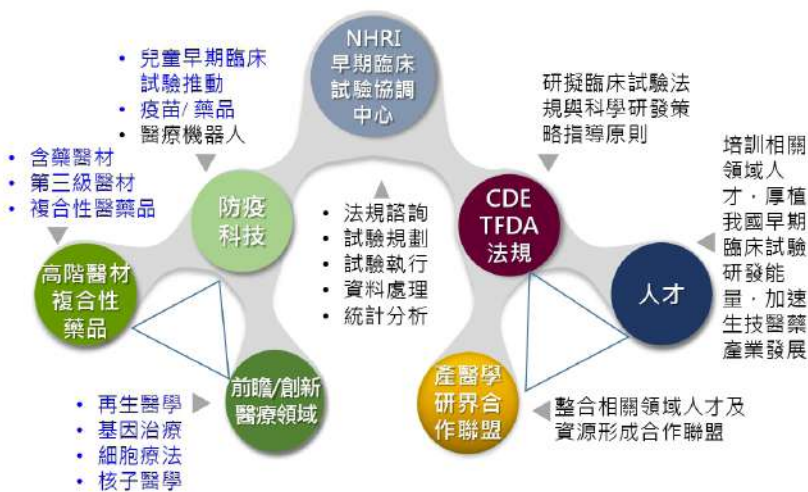 NHRI
早期臨床
試驗協調
中心
• 兒童早期臨床
試驗推動
• 疫苗/ 藥品
• 醫療機器人
研擬臨床試驗法
規與科學研發策
略指導原則
• 含藥醫材
• 第三級醫材
• 複合性醫藥品
防疫
科技
• 法規諮詢
• 試驗規劃
• 試驗執行
• 資料處理
• 統計分析
CDE
TFDA
法規
培訓相關
領域人
才，厚植
我國早期
臨床試驗
研發能
量，加速
生技醫藥
產業發展
高階醫材
複合性
藥品
人才
前瞻/創新
醫療領域
產醫學
研界合
作聯盟
• 再生醫學
• 基因治療
• 細胞療法
• 核子醫學
整合相關領域人才及
資源形成合作聯盟